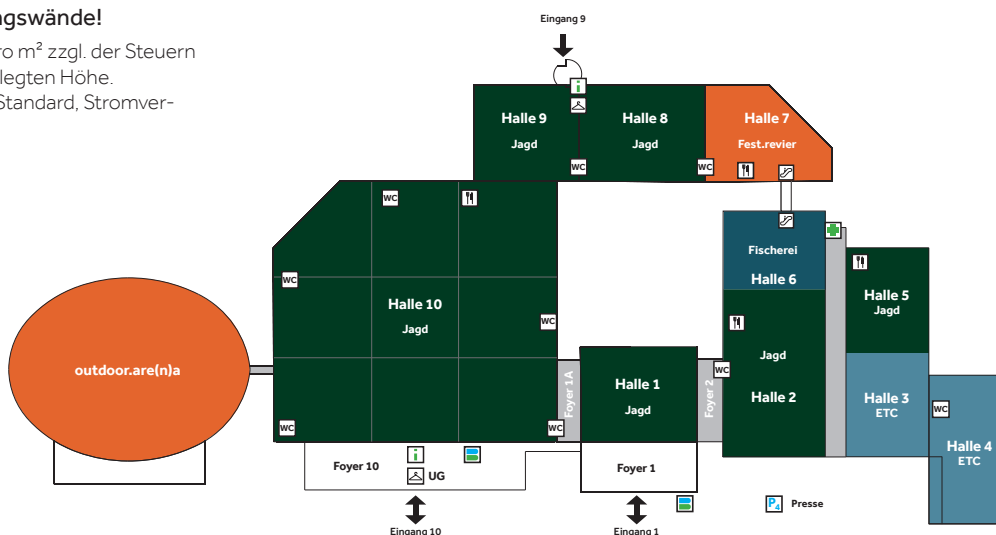 ngswände!
ro m² zzgl. der Steuern
legten Höhe.
Standard, Stromver-
Eingang 9
i
Halle 9
Jagd
Halle 8
Jagd
Halle 7
Fest.revier
WC
WC
WC
Fischerei
Halle 6
WC
Halle 10
Jagd
WC
Halle 5
Jagd
outdoor.are(n)a
Foyer 1A
Halle 1
Jagd
Foyer 2
WC
Jagd
Halle 2
Halle 3
ETC
WC
Halle 4
ETC
WC
WC
Foyer 10
i
UG
Foyer 1
P4 Presse
Eingang 10
Eingang 1